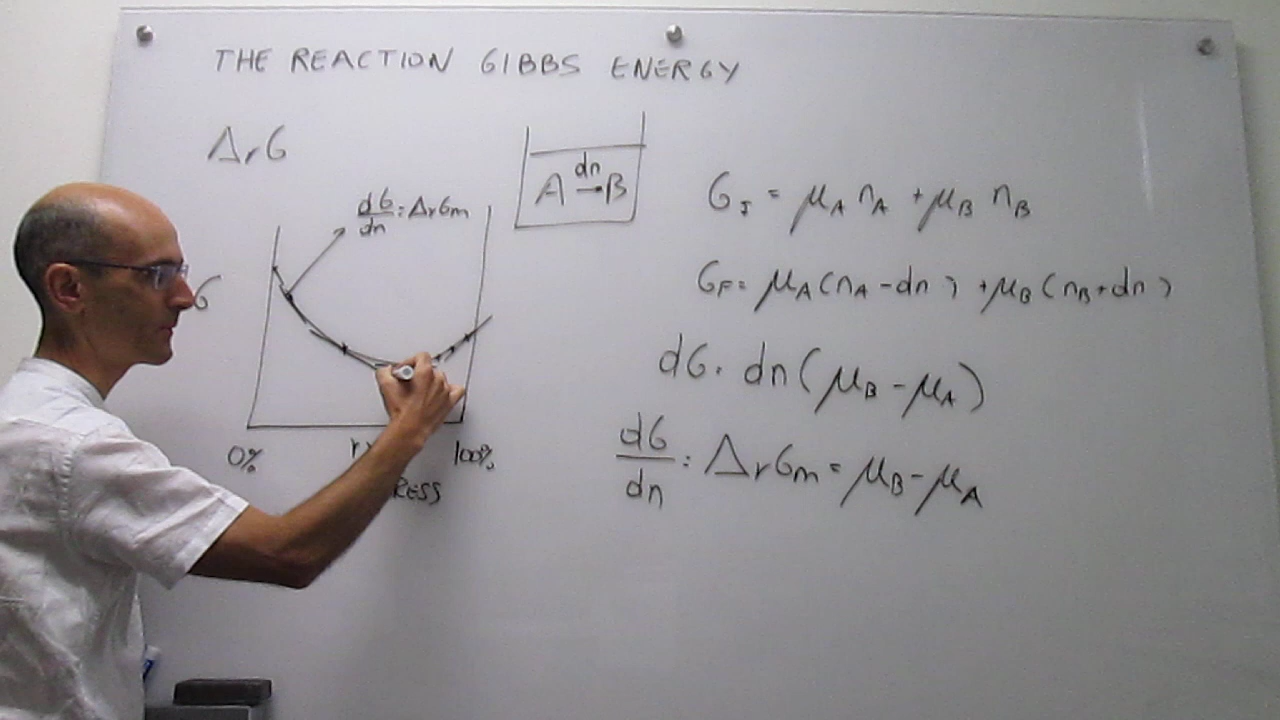 THE REACTION GIBBS ENERGY
ΔrG
dG/dn : ΔrGm
G
0%
100%
RESS
A dn→ B
GI = μA nA + μB nB
GF = μA (nA - dn) + μB (nB + dn)
dG = dn (μB - μA)
dG/dn : ΔrGm = μB - μA